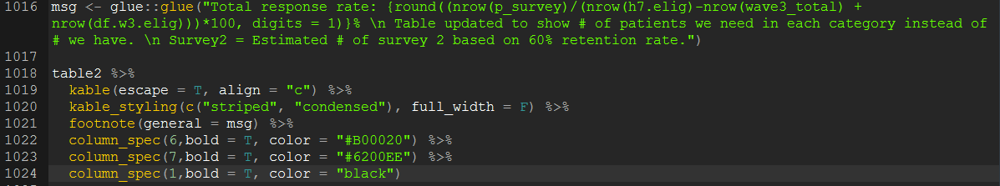 1016 msg <- glue::glue("Total response rate: {round((nrow(p_survey)/(nrow(h7.elig)-nrow(wave3_total) +
nrow(df.w3.elig)))*100, digits = 1)}% \n Table updated to show # of patients we need in each category instead of
# we have. \n Survey2 = Estimated # of survey 2 based on 60% retention rate.")
1017
1018 table2 %>%
1019   kable(escape = T, align = "c") %>%
1020   kable_styling(c("striped", "condensed"), full_width = F) %>%
1021   footnote(general = msg) %>%
1022   column_spec(6,bold = T, color = "#B00020") %>%
1023   column_spec(7,bold = T, color = "#6200EE") %>%
1024   column_spec(1,bold = T, color = "black")